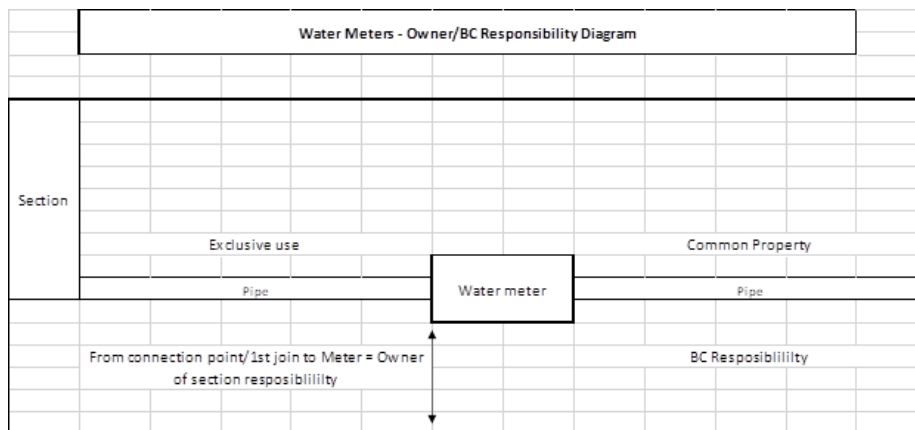 Water Meters - Owner/BC Responsibility Diagram
Section
Exclusive use
Common Property
Pipe
Water meter
Pipe
From connection point/1st join to Meter = Owner
of section resposiblililty
BC Resposiblililty